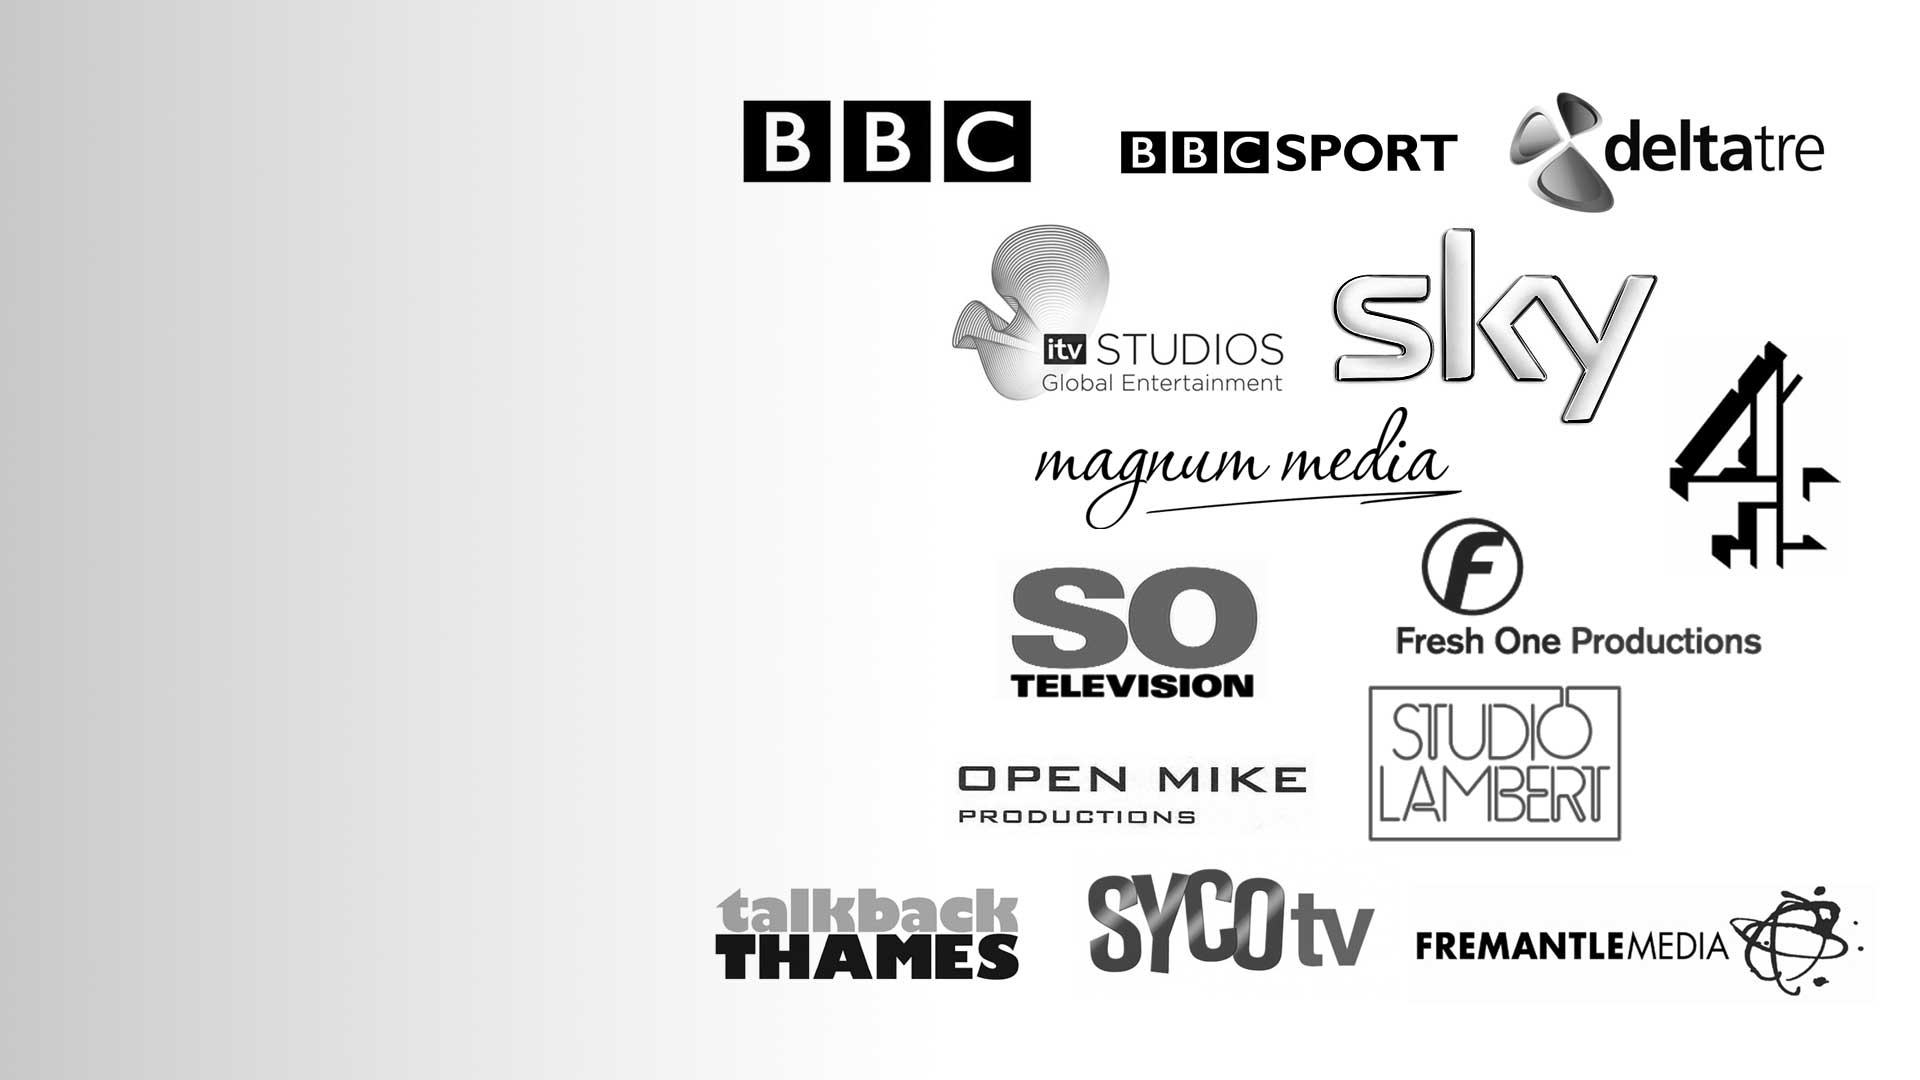 BBC
BBC SPORT
deltatre
itv STUDIOS
Global Entertainment
sky
4
magnum media
F
Fresh One Productions
SO
TELEVISION
STUDIO
LAMBERT
OPEN MIKE
PRODUCTIONS
talkback
THAMES
SYCO tv
FREMANTLEMEDIA